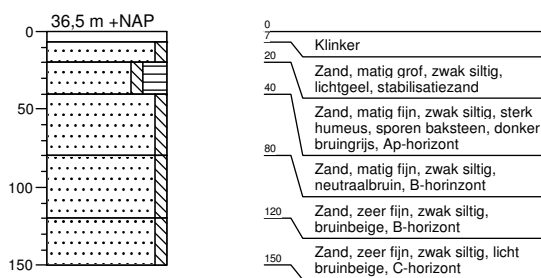 36,5 m +NAP
0
50
100
150
0
7
Klinker
20
Zand, matig grof, zwak siltig,
lichtgeel, stabilisatiezand
40
Zand, matig fijn, zwak siltig, sterk
humeus, sporen baksteen, donker
bruingrijs, Ap-horizont
80
Zand, matig fijn, zwak siltig,
neutraalbruin, B-horinzont
120
Zand, zeer fijn, zwak siltig,
bruinbeige, B-horizont
150
Zand, zeer fijn, zwak siltig, licht
bruinbeige, C-horizont